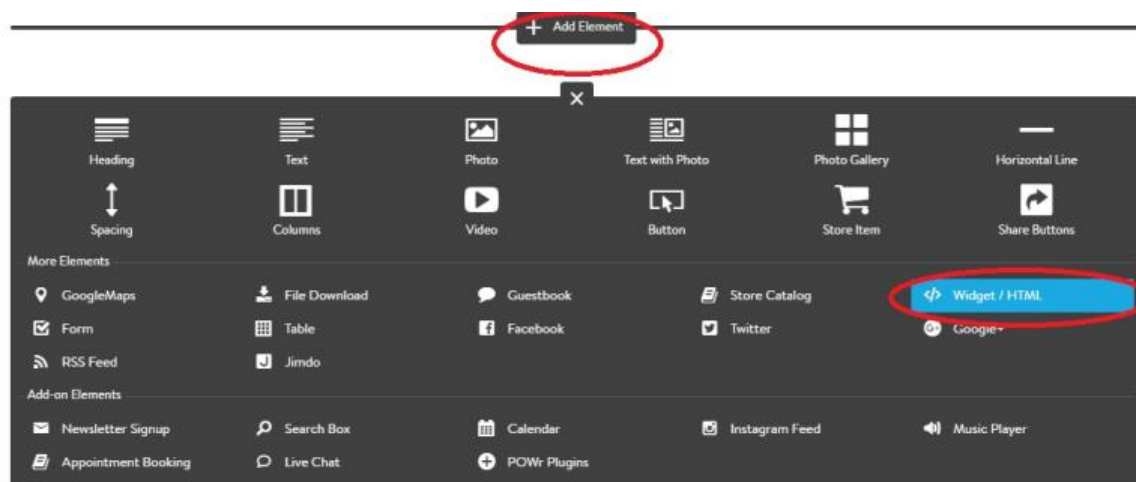 Add Element
Heading Text Photo Text with Photo Photo Gallery Horizontal Line
Spacing Columns Video Button Store Item Share Buttons
More Elements
GoogleMaps File Download Guestbook Store Catalog Widget / HTML
Form Table Facebook Twitter Google+
RSS Feed Jimdo
Add-on Elements
Newsletter Signup Search Box Calendar Instagram Feed Music Player
Appointment Booking Live Chat POWr Plugins